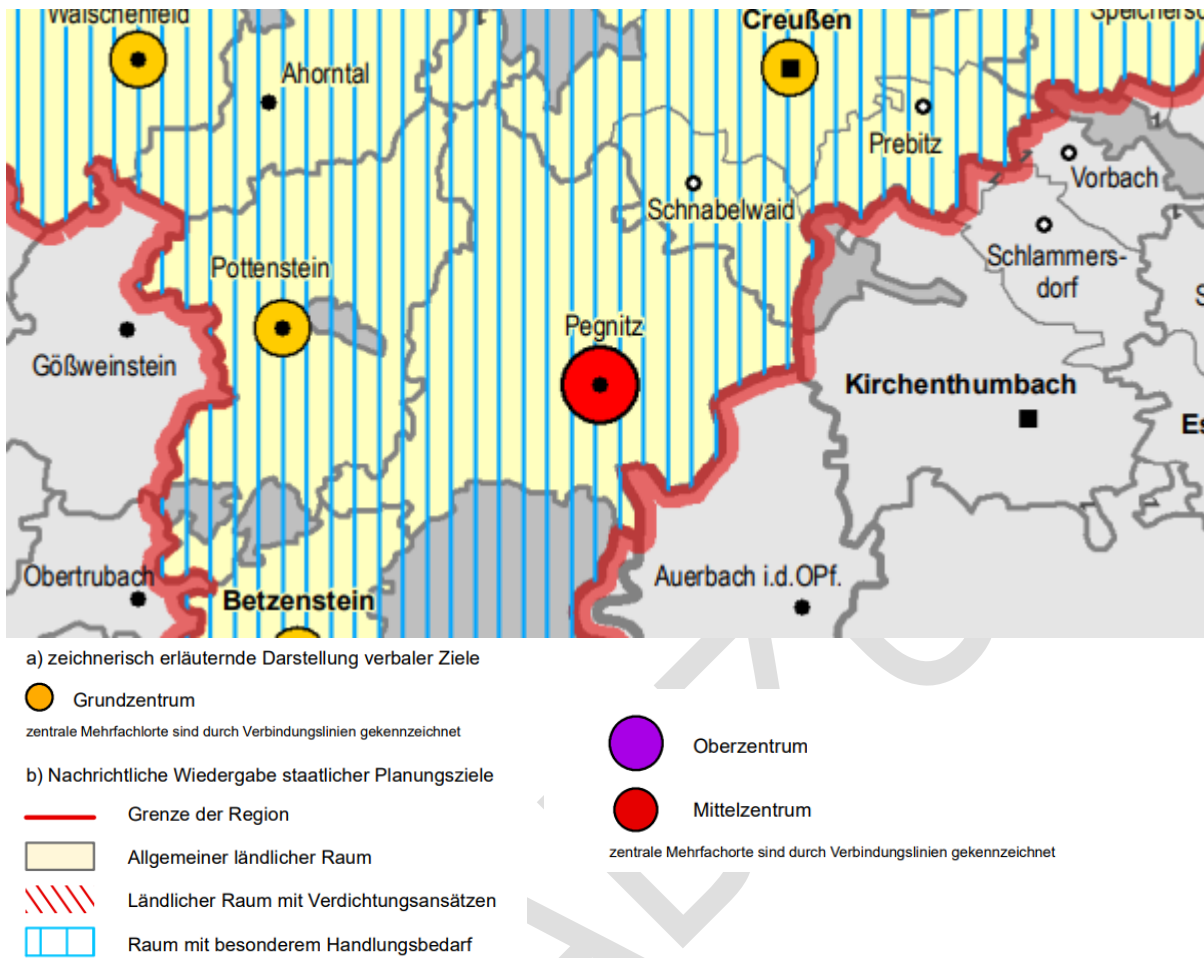 Waischenfeld
Creußen
Ahorntal
Prebitz
Vorbach
Schnabelwaid
Schlammers-
dorf
Pottenstein
Pegnitz
Gößweinstein
Kirchenthumbach
Obertrubach
Auerbach i.d.OPf.
Betzenstein
a) zeichnerisch erläuternde Darstellung verbaler Ziele
Grundzentrum
zentrale Mehrfachlorte sind durch Verbindungslinien gekennzeichnet
b) Nachrichtliche Wiedergabe staatlicher Planungsziele
Grenze der Region
Allgemeiner ländlicher Raum
Ländlicher Raum mit Verdichtungsansätzen
Raum mit besonderem Handlungsbedarf
Oberzentrum
Mittelzentrum
zentrale Mehrfachorte sind durch Verbindungslinien gekennzeichnet